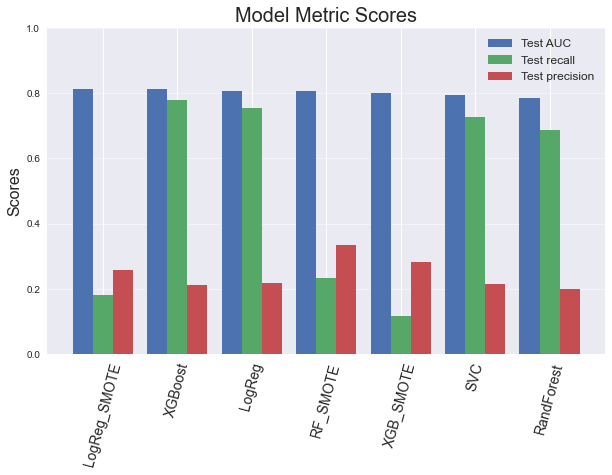 Model Metric Scores
Test AUC
Test recall
Test precision
Scores
1.0
0.8
0.6
0.4
0.2
0.0
LogReg_SMOTE
XGBoost
LogReg
RF_SMOTE
XGB_SMOTE
SVC
RandForest